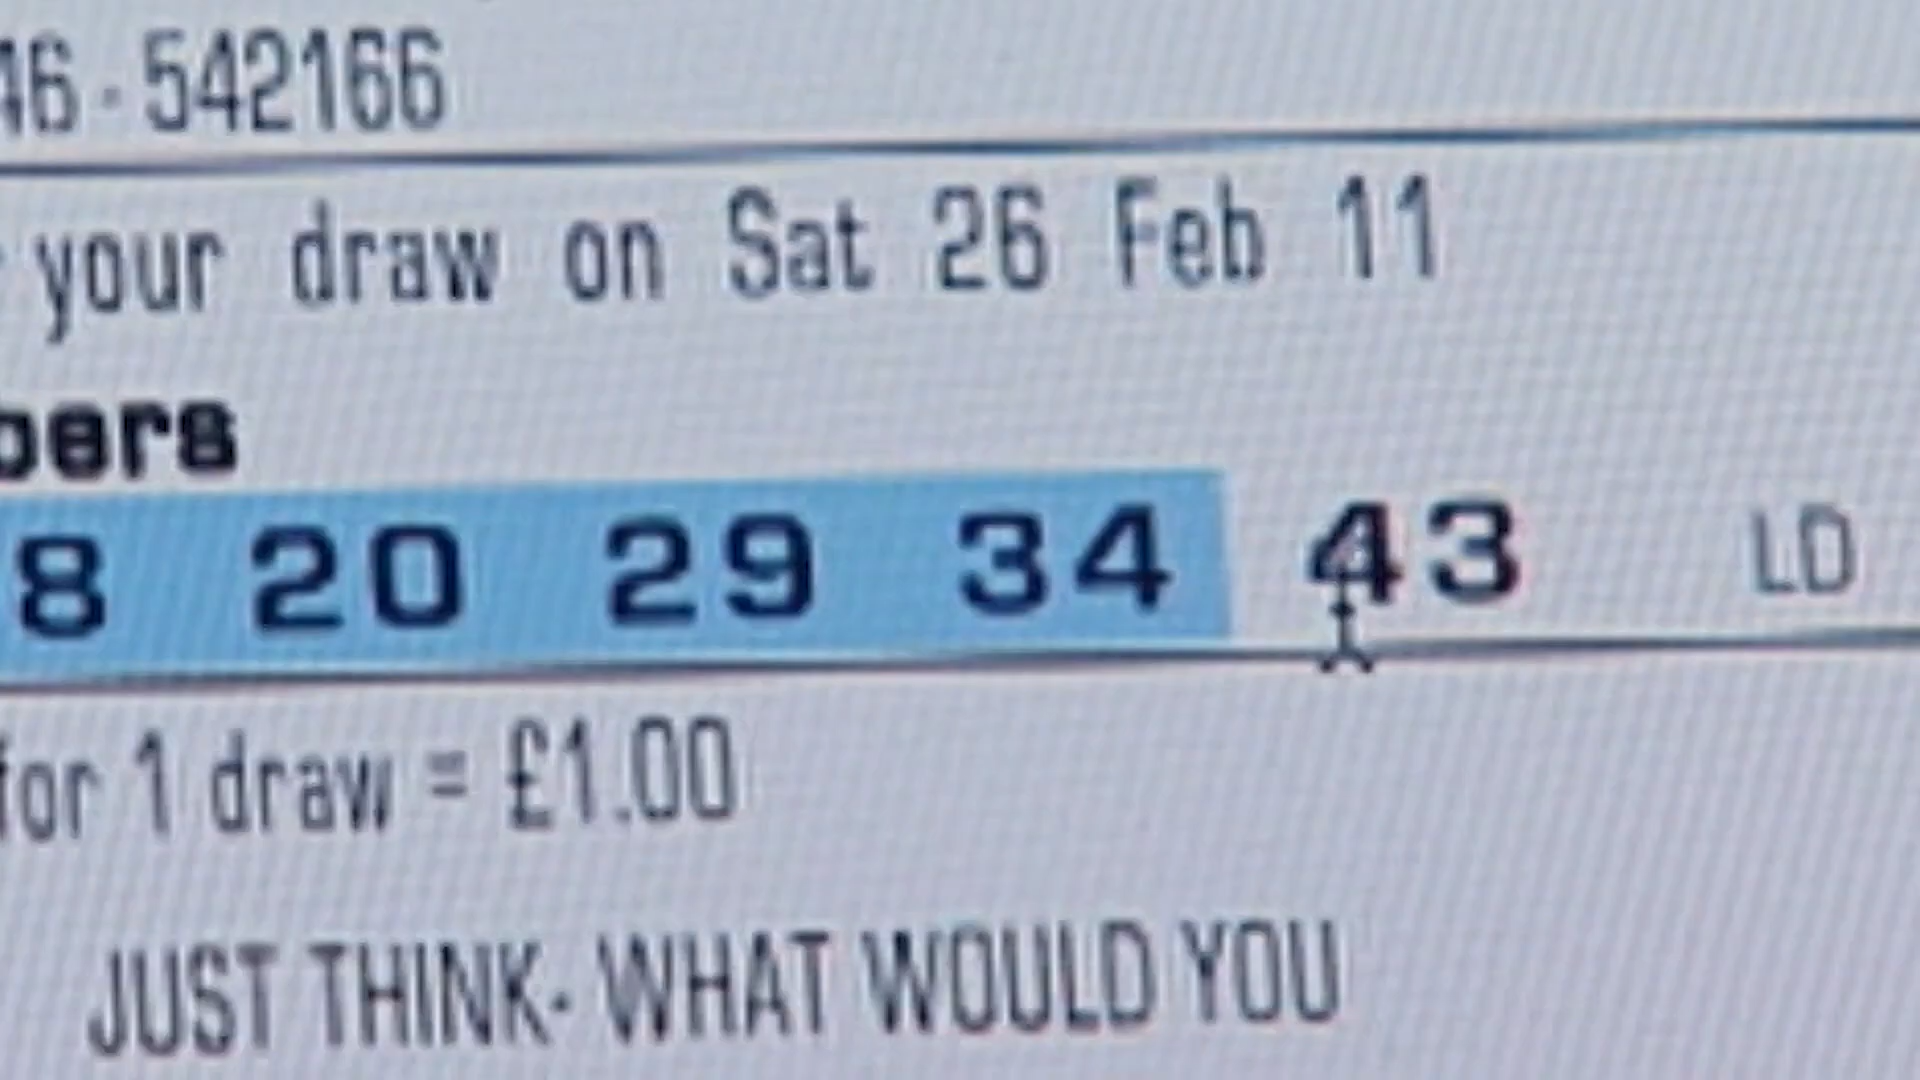 46 - 542166
your draw on Sat 26 Feb 11
bers
8 20 29 34 43 LD
for 1 draw = £1.00
JUST THINK- WHAT WOULD YOU